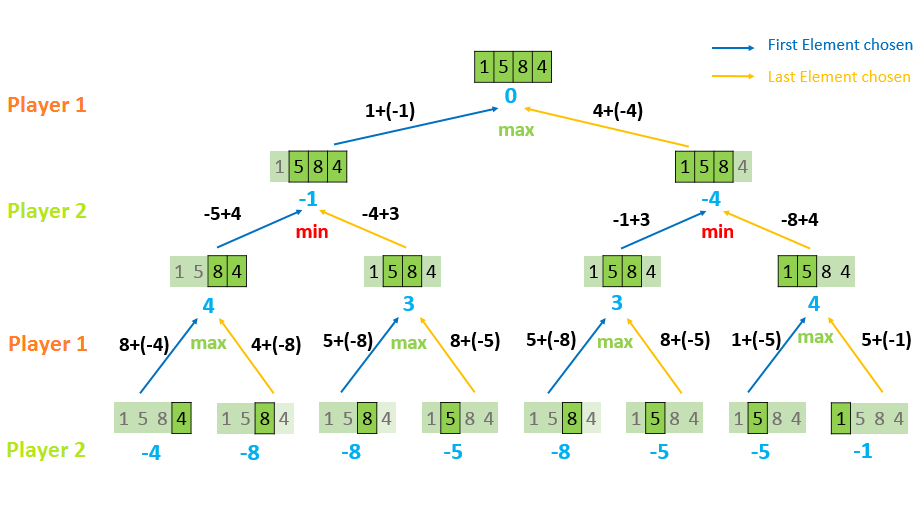 1 5 8 4
First Element chosen
Last Element chosen
0
Player 1
1+(-1)
4+(-4)
max
1 5 8 4
1 5 8 4
Player 2
-1
-4
-5+4
-4+3
-1+3
-8+4
min
min
1 5 8 4
1 5 8 4
1 5 8 4
1 5 8 4
4
3
3
4
Player 1
8+(-4)
max
4+(-8)
5+(-8)
max
8+(-5)
5+(-8)
max
8+(-5)
1+(-5)
max
5+(-1)
1 5 8 4
1 5 8 4
1 5 8 4
1 5 8 4
1 5 8 4
1 5 8 4
1 5 8 4
1 5 8 4
Player 2
-4
-8
-8
-5
-8
-5
-5
-1